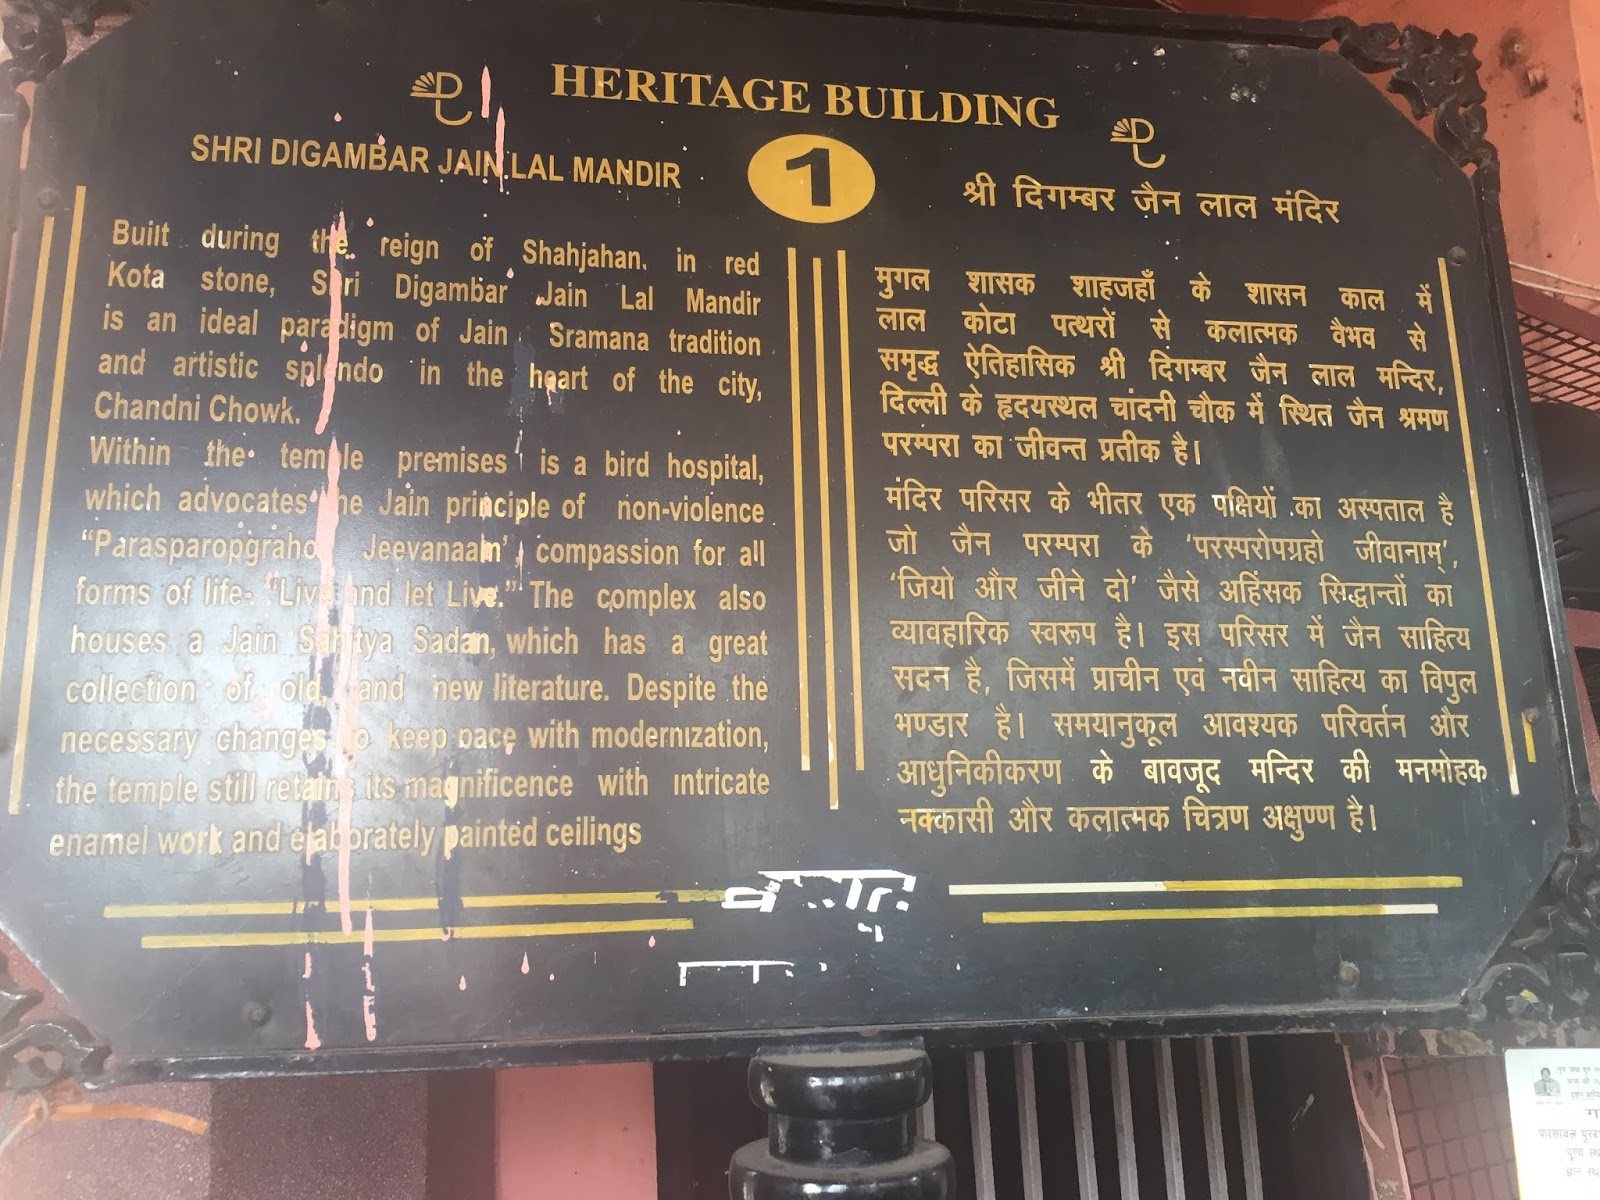 HERITAGE BUILDING
1
SHRI DIGAMBAR JAIN LAL MANDIR
Built during the reign of Shahjahan. in red
Kota stone, Shri Digambar Jain Lal Mandir
is an ideal paradigm of Jain Sramana tradition
and artistic splendo in the heart of the city,
Chandni Chowk.
Within the temple premises is a bird hospital,
which advocates the Jain principle of non-violence
"Parasparopgraho Jeevanaam", compassion for all
forms of life- "Live and let Live." The complex also
houses a Jain Sahitya Sadan, which has a great
collection of old, and new literature. Despite the
necessary changes to keep pace with modernization,
the temple still retains its magnificence with intricate
enamel work and elaborately painted ceilings
श्री दिगम्बर जैन लाल मंदिर
मुगल शासक शाहजहाँ के शासन काल में
लाल कोटा पत्थरों से कलात्मक वैभव से
समृद्ध ऐतिहासिक श्री दिगम्बर जैन लाल मन्दिर,
दिल्ली के हृदयस्थल चांदनी चौक में स्थित जैन श्रमण
परम्परा का जीवन्त प्रतीक है।
मंदिर परिसर के भीतर एक पक्षियों का अस्पताल है
जो जैन परम्परा के 'परस्परोपग्रहो जीवानाम्',
'जियो और जीने दो' जैसे अहिंसक सिद्धान्तों का
व्यावहारिक स्वरूप है। इस परिसर में जैन साहित्य
सदन है, जिसमें प्राचीन एवं नवीन साहित्य का विपुल
भण्डार है। समयानुकूल आवश्यक परिवर्तन और
आधुनिकीकरण के बावजूद मन्दिर की मनमोहक
नक्कासी और कलात्मक चित्रण अक्षुण्ण है।